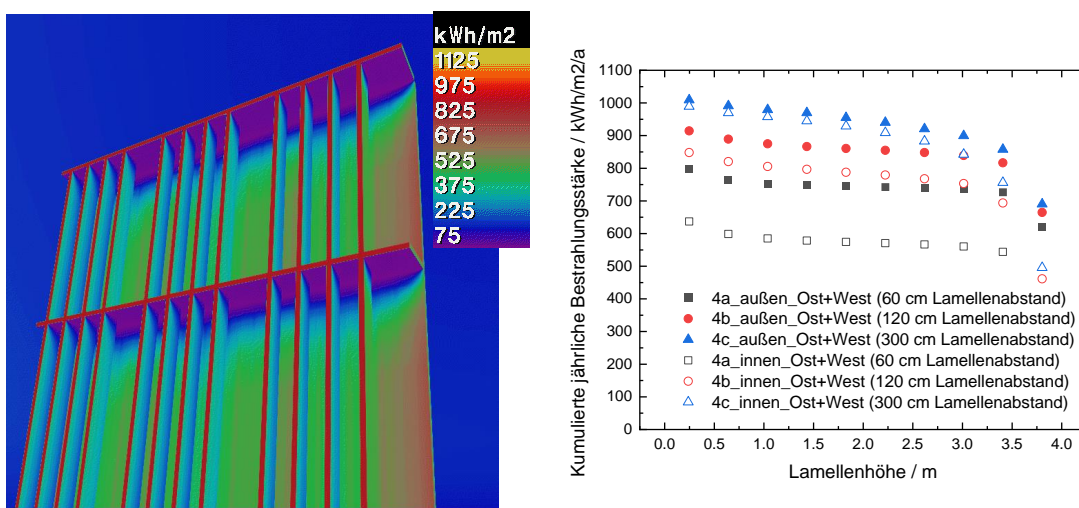 kWh/m2
1125
975
825
675
525
375
225
75
Kumulierte jährliche Bestrahlungsstärke / kWh/m2/a
1100
1000
900
800
700
600
500
400
300
200
100
0
4a_außen_Ost+West (60 cm Lamellenabstand)
4b_außen_Ost+West (120 cm Lamellenabstand)
4c_außen_Ost+West (300 cm Lamellenabstand)
4a_innen_Ost+West (60 cm Lamellenabstand)
4b_innen_Ost+West (120 cm Lamellenabstand)
4c_innen_Ost+West (300 cm Lamellenabstand)
0.0 0.5 1.0 1.5 2.0 2.5 3.0 3.5 4.0
Lamellenhöhe / m